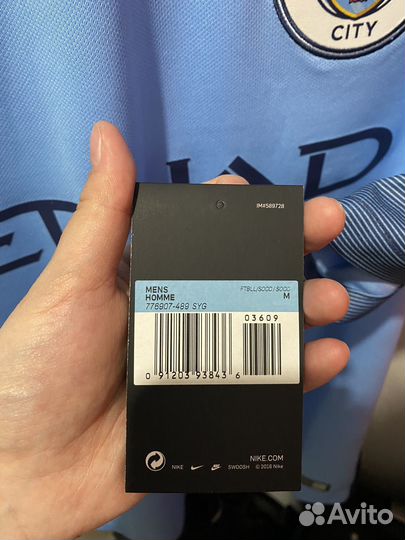 CITY
IM#589728
MENS
HOMME
776907-489 SYG
FTBLL/SOCC/SOCC
M
03609
0 91203 93843 6
NIKE.COM
NIKE SWOOSH © 2016 Nike
Avito